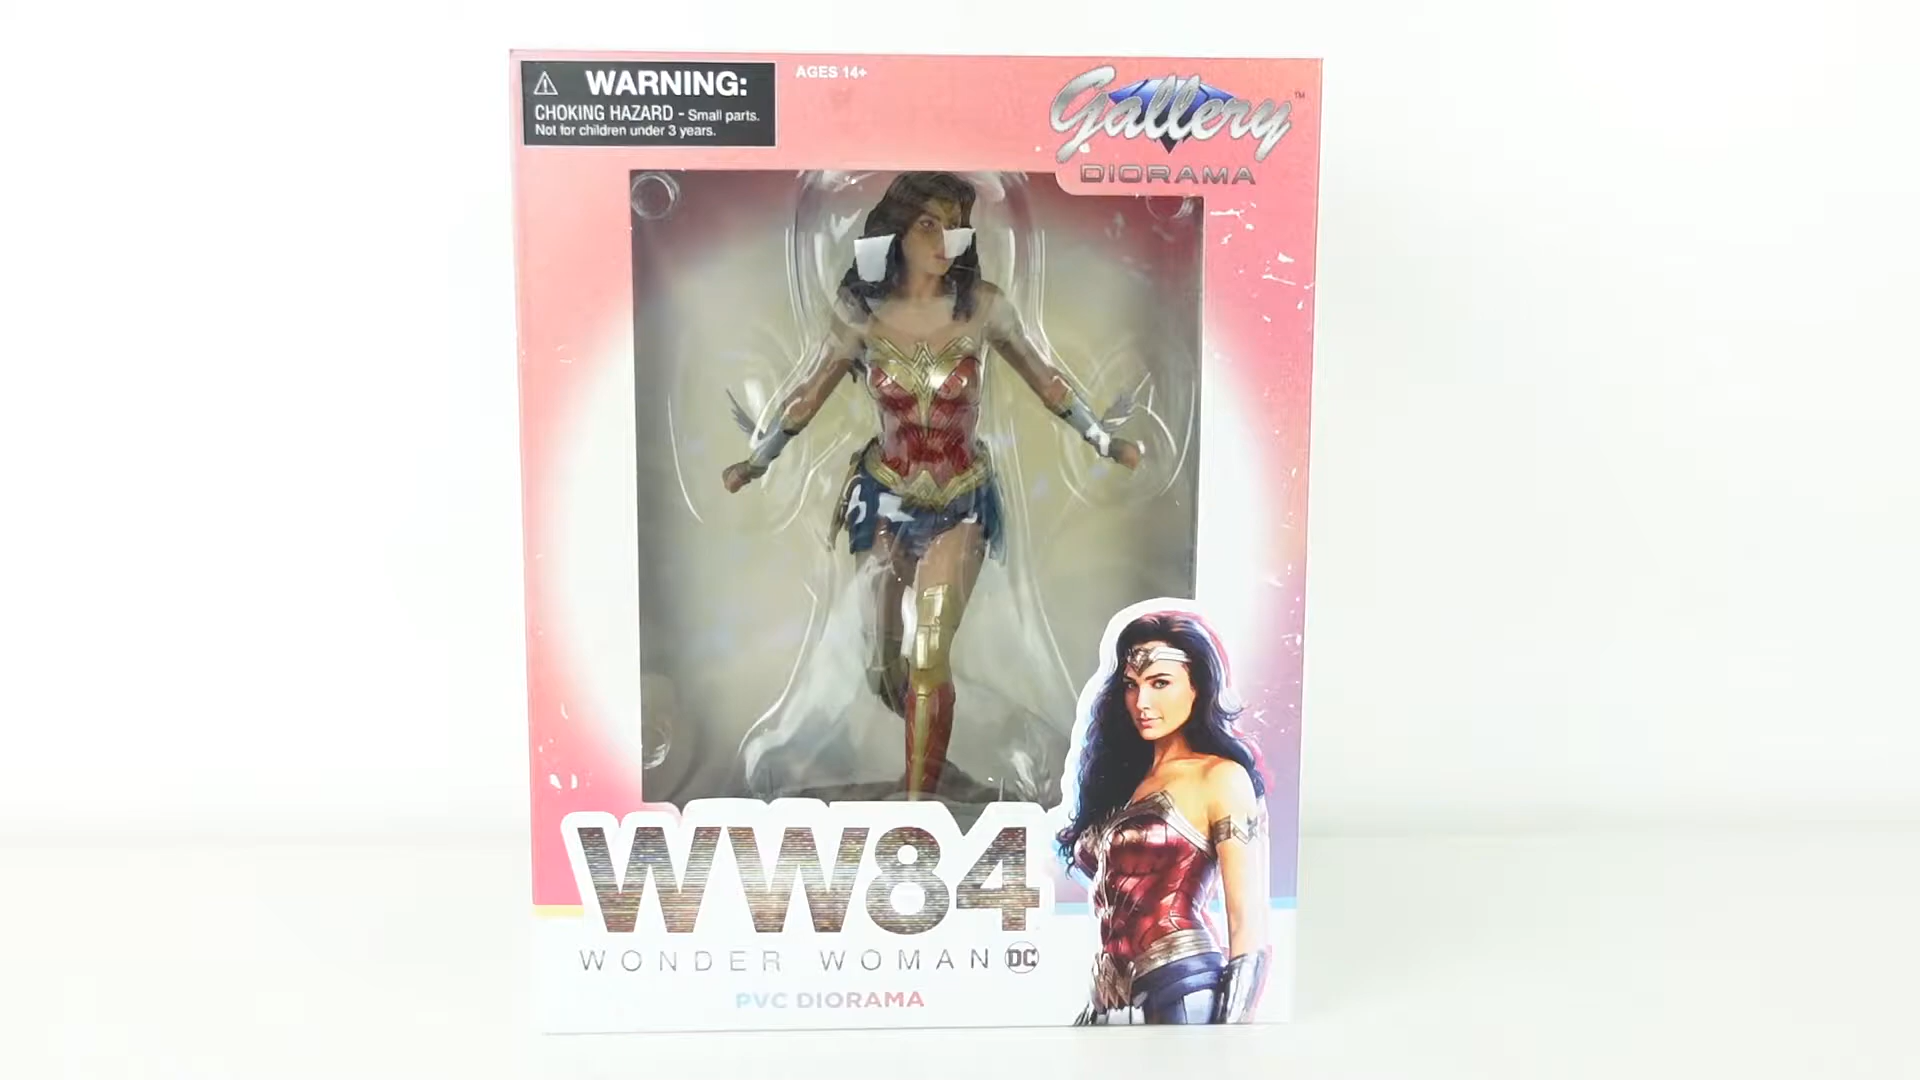 WARNING:
CHOKING HAZARD - Small parts.
Not for children under 3 years.
AGES 14+
Gallery™
DIORAMA
WW84
WONDER WOMAN DC
PVC DIORAMA